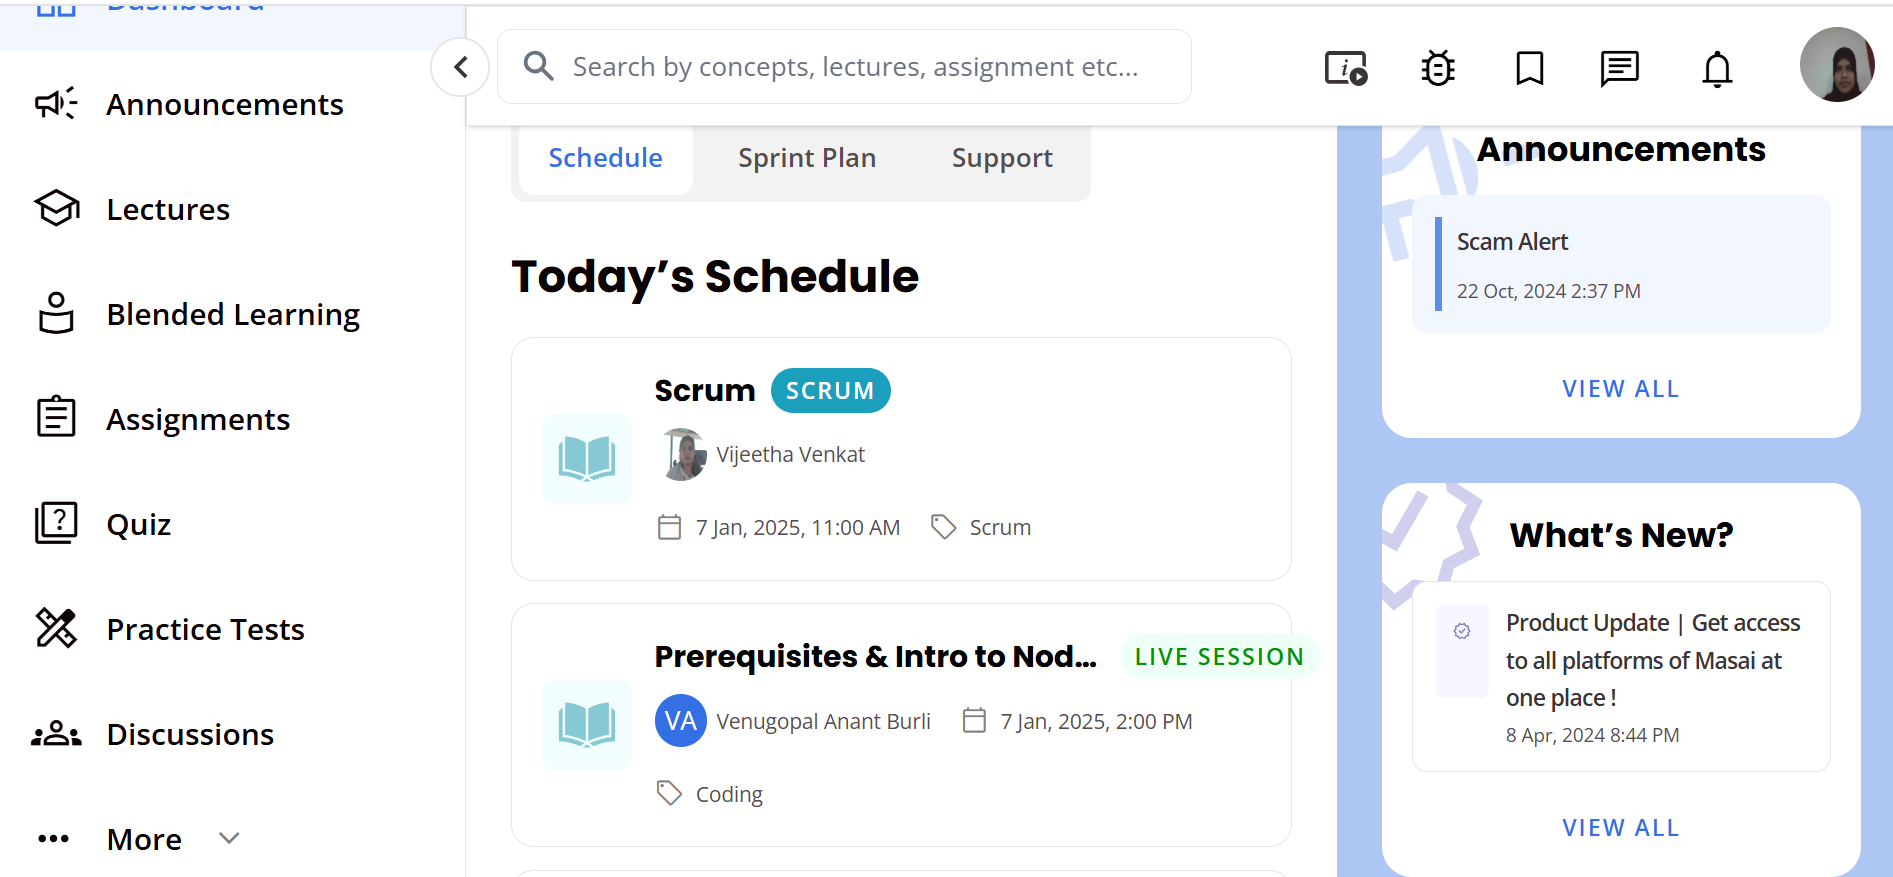 Dashboard
Announcements
Lectures
Blended Learning
Assignments
Quiz
Practice Tests
Discussions
More
Search by concepts, lectures, assignment etc...
Schedule
Sprint Plan
Support
Today’s Schedule
Scrum SCRUM
Vijeetha Venkat
7 Jan, 2025, 11:00 AM Scrum
Prerequisites & Intro to Nod... LIVE SESSION
VA Venugopal Anant Burli 7 Jan, 2025, 2:00 PM
Coding
Announcements
Scam Alert
22 Oct, 2024 2:37 PM
VIEW ALL
What’s New?
Product Update | Get access
to all platforms of Masai at
one place !
8 Apr, 2024 8:44 PM
VIEW ALL